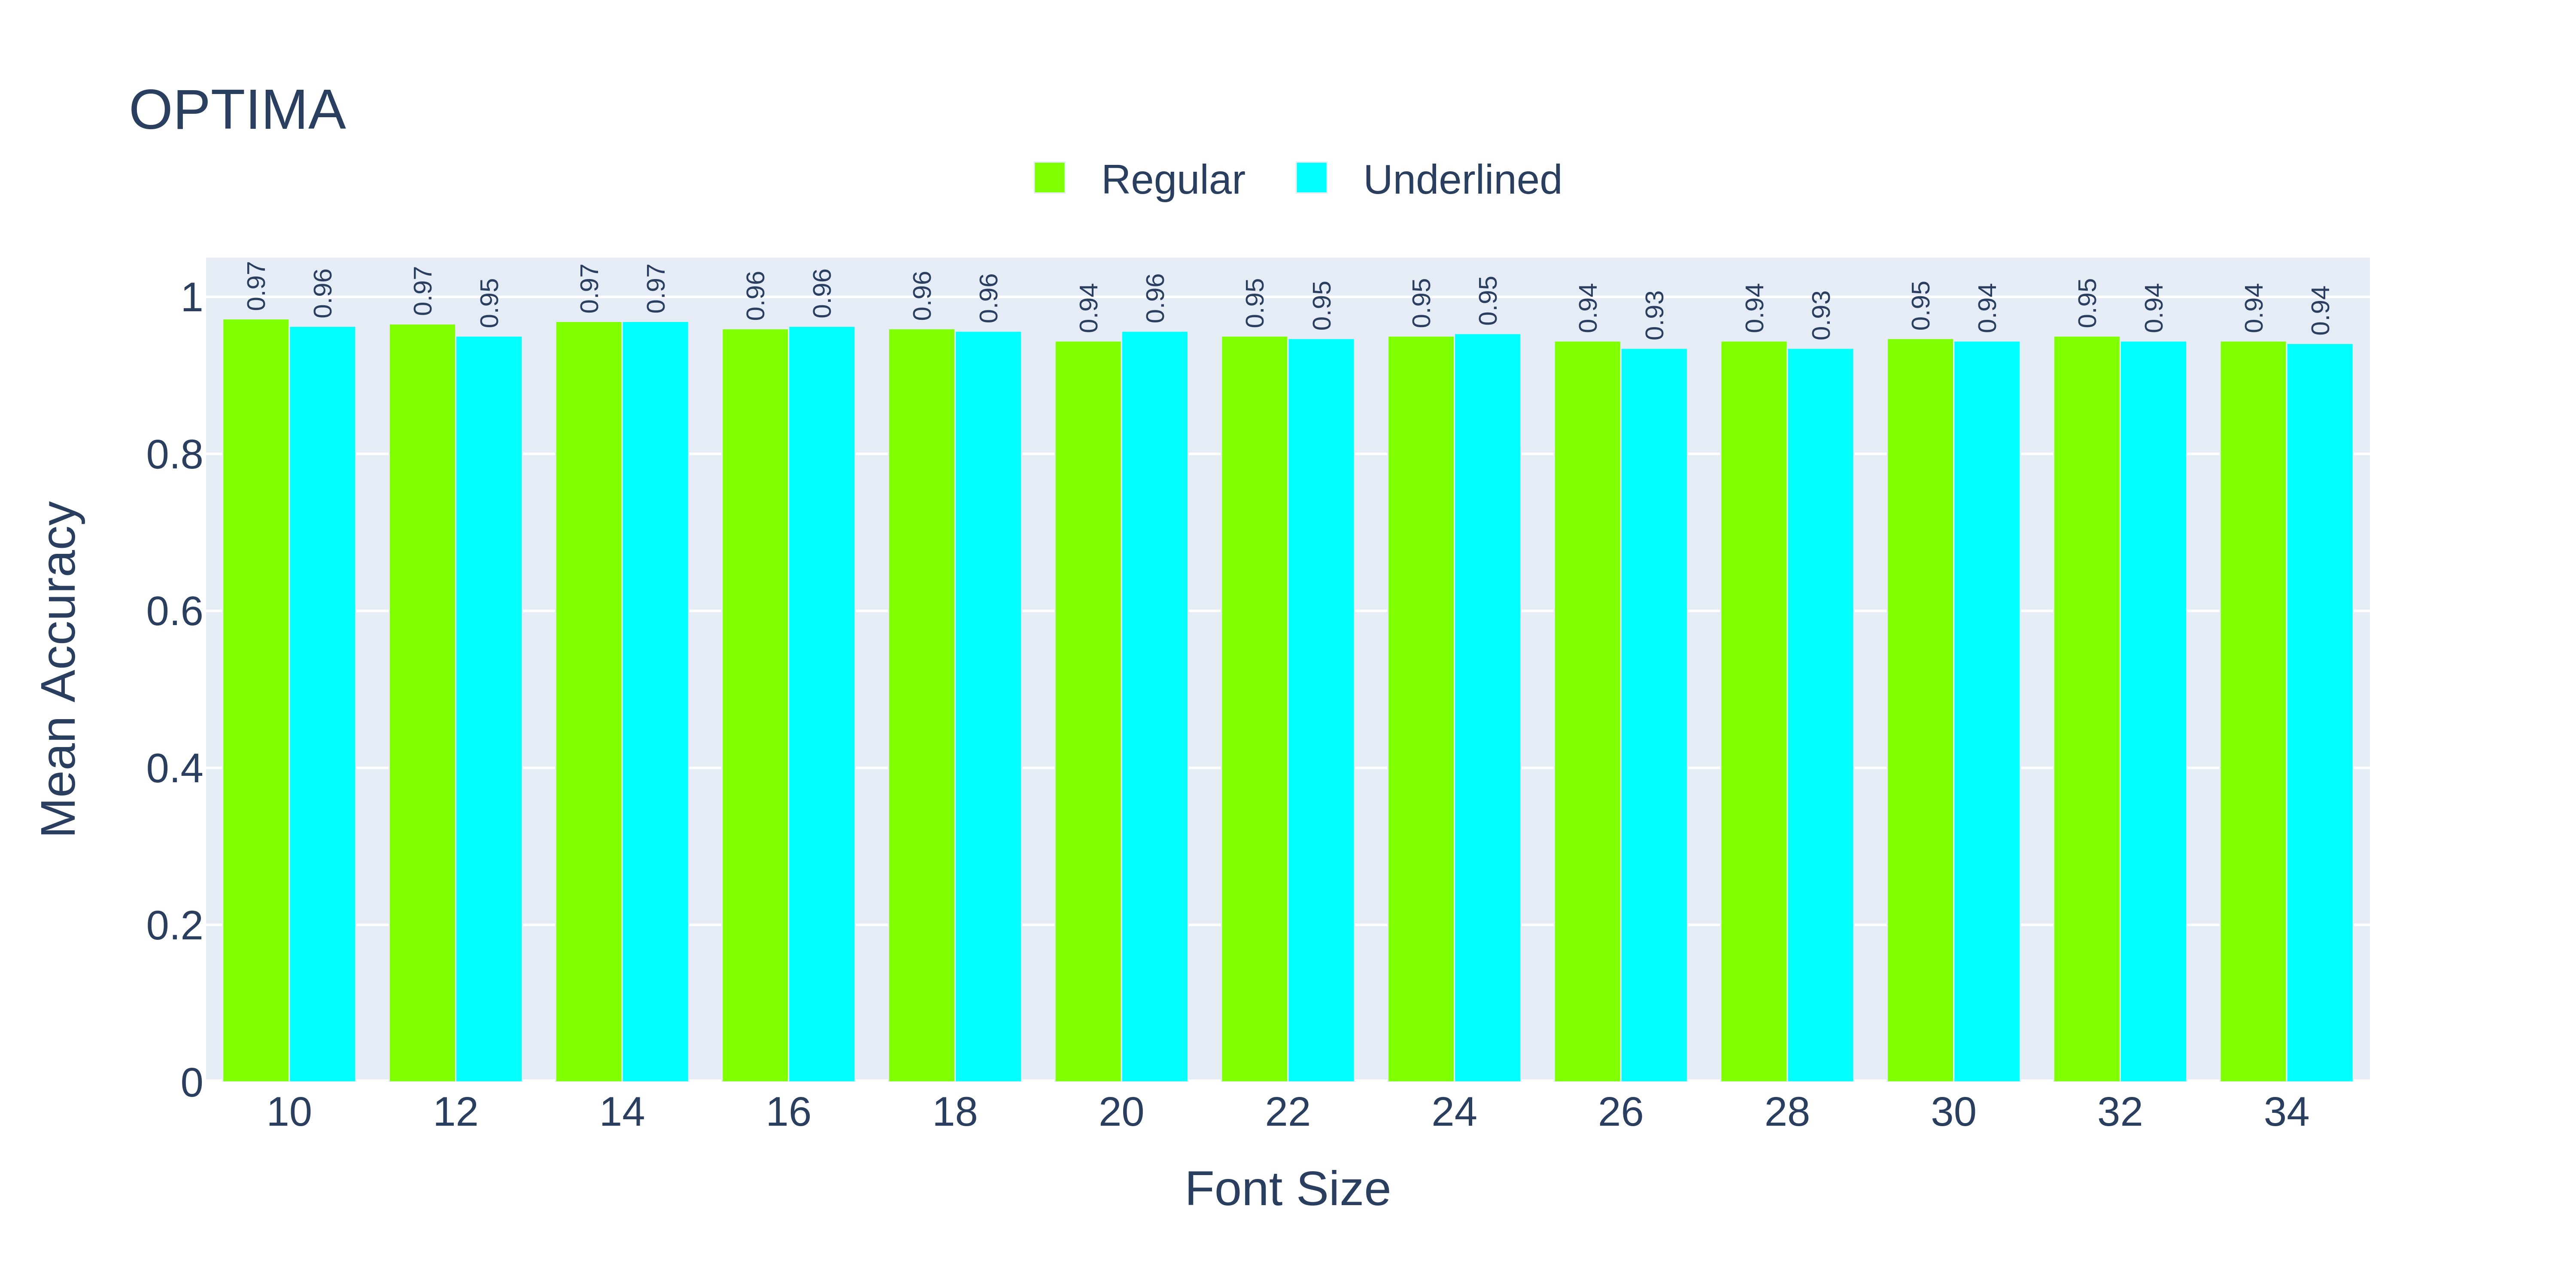 OPTIMA
Regular Underlined
0.97 0.96 0.97 0.95 0.97 0.97 0.96 0.96 0.96 0.96 0.94 0.96 0.95 0.95 0.95 0.95 0.94 0.93 0.94 0.93 0.95 0.94 0.95 0.94 0.94 0.94
1
0.8
0.6
0.4
0.2
0
Mean Accuracy
10 12 14 16 18 20 22 24 26 28 30 32 34
Font Size